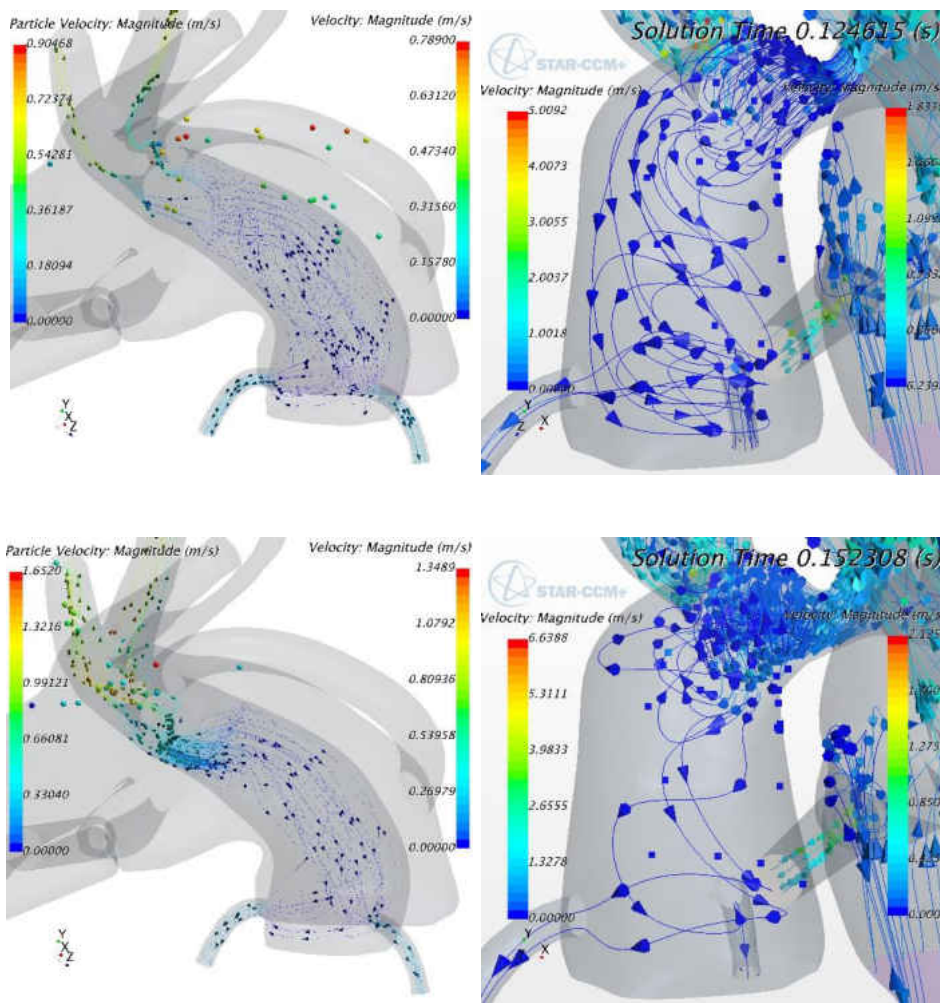 Particle Velocity: Magnitude (m/s)
Velocity: Magnitude (m/s)
0.90468
0.72374
0.54281
0.36187
0.18094
0.00000
0.78900
0.63120
0.47340
0.31560
0.15780
0.00000
Y
X
Z
Solution Time 0.124615 (s)
STAR-CCM+
Velocity: Magnitude (m/s)
Velocity: Magnitude (m/s)
5.0092
4.0073
3.0055
2.0037
1.0018
Y
Z X
Particle Velocity: Magnitude (m/s)
Velocity: Magnitude (m/s)
1.6520
1.3216
0.99121
0.66081
0.33040
0.00000
1.3489
1.0792
0.80936
0.53958
0.26979
0.00000
Y
X
Z
Solution Time 0.152308 (s)
STAR-CCM+
Velocity: Magnitude (m/s)
Velocity: Magnitude (m/s)
6.6388
5.3111
3.9833
2.6555
1.3278
0.00000
Y
X